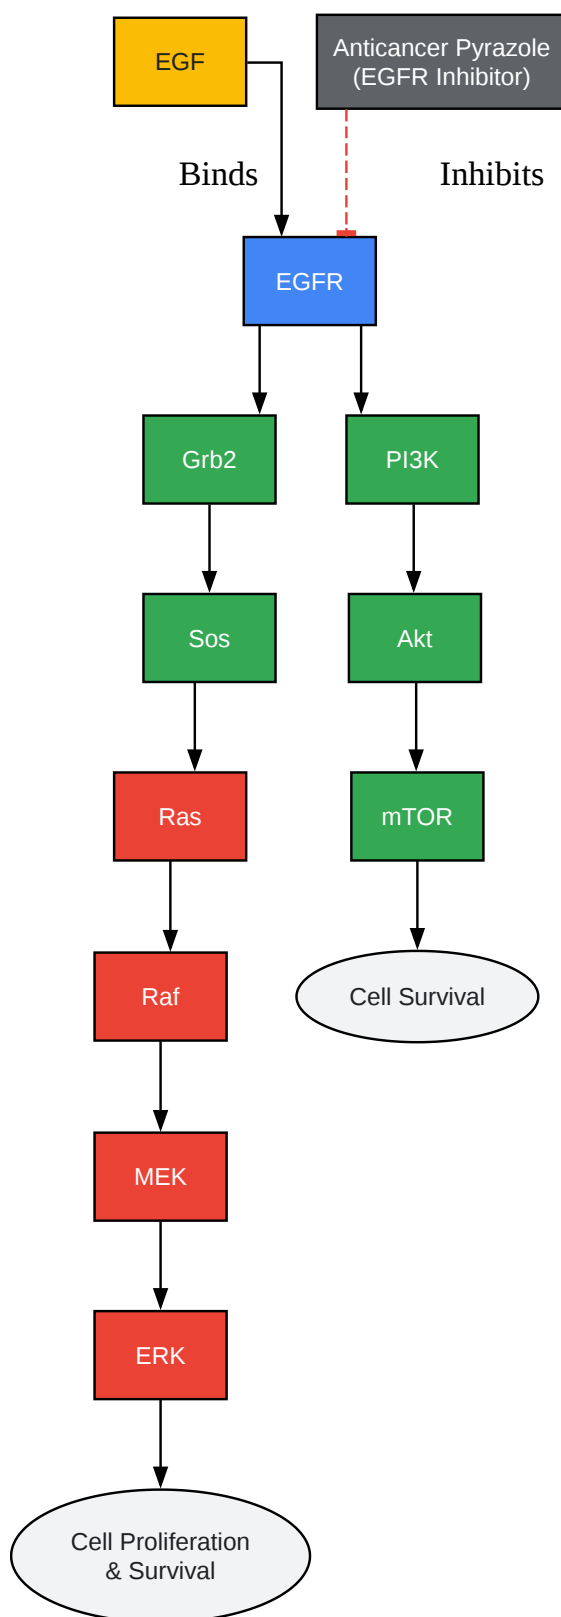 EGF
Anticancer Pyrazole
(EGFR Inhibitor)
Binds
Inhibits
EGFR
Grb2
PI3K
Sos
Akt
Ras
mTOR
Raf
Cell Survival
MEK
ERK
Cell Proliferation
& Survival